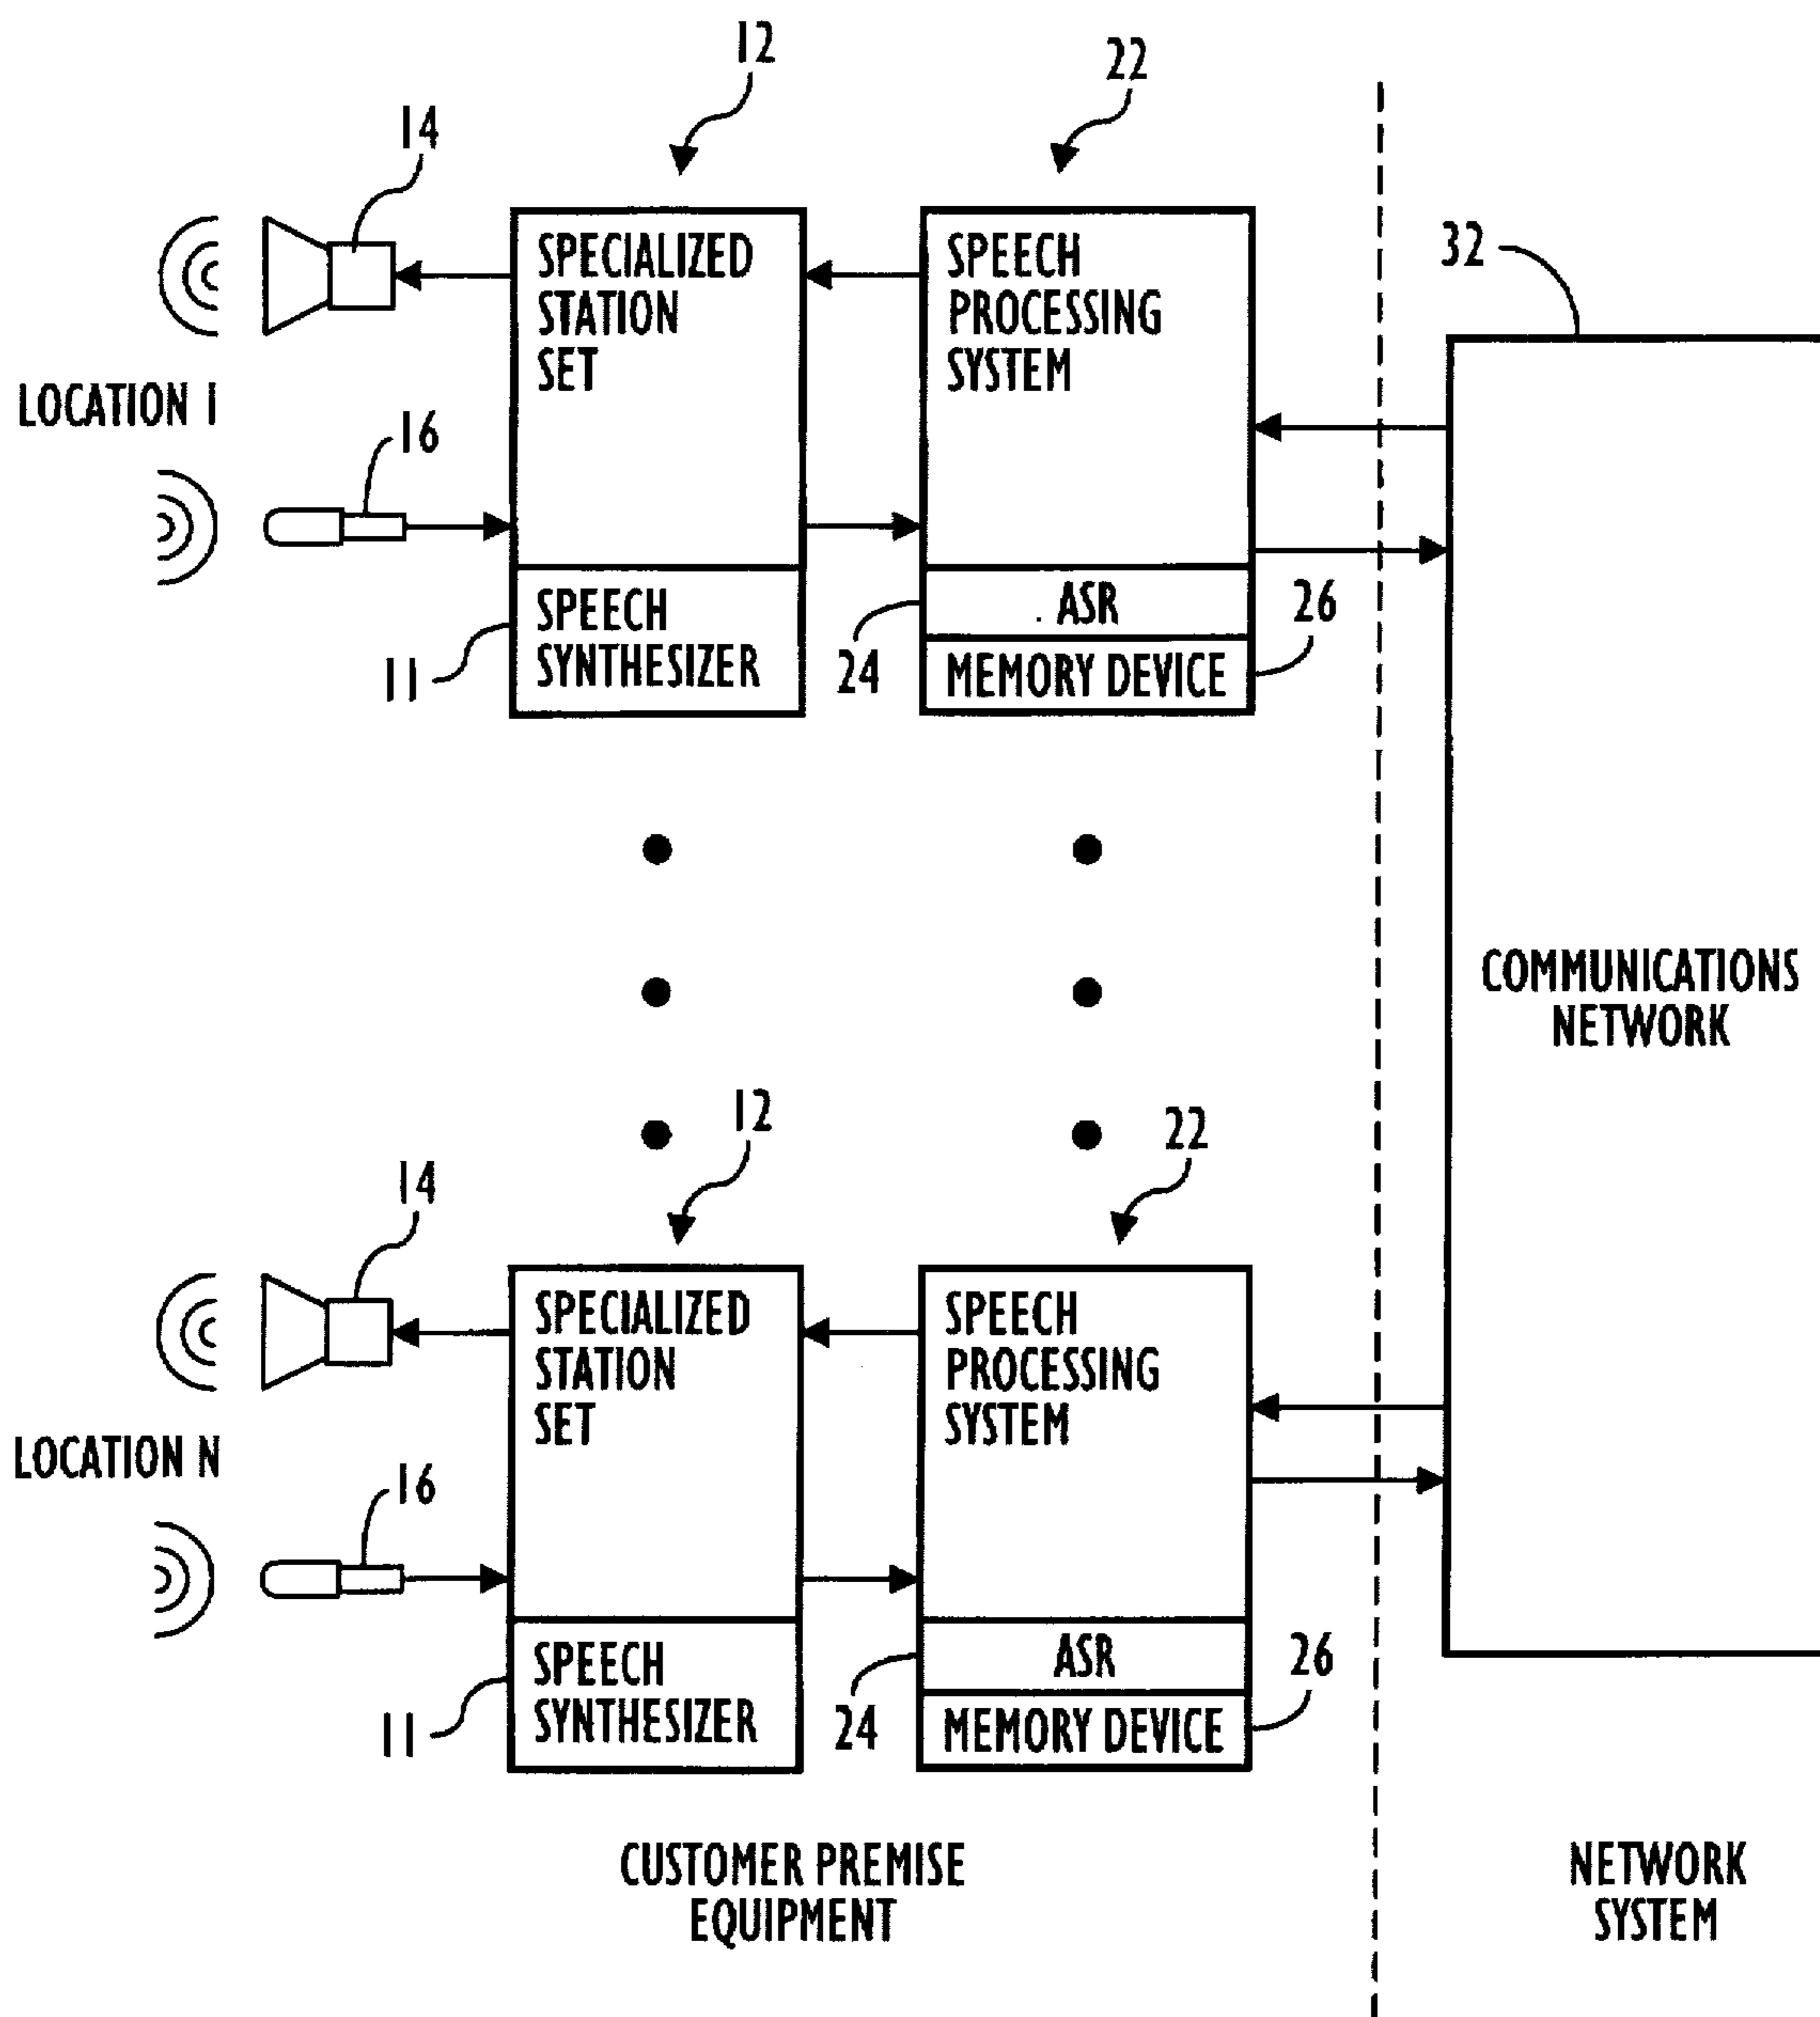 12
22
14
32
SPECIALIZED
STATION
SET
SPEECH
PROCESSING
SYSTEM
LOCATION 1
16
SPEECH
SYNTHESIZER
11
ASR
24
26
MEMORY DEVICE
COMMUNICATIONS
NETWORK
12
22
14
SPECIALIZED
STATION
SET
SPEECH
PROCESSING
SYSTEM
LOCATION N
16
SPEECH
SYNTHESIZER
11
ASR
24
26
MEMORY DEVICE
CUSTOMER PREMISE
EQUIPMENT
NETWORK
SYSTEM